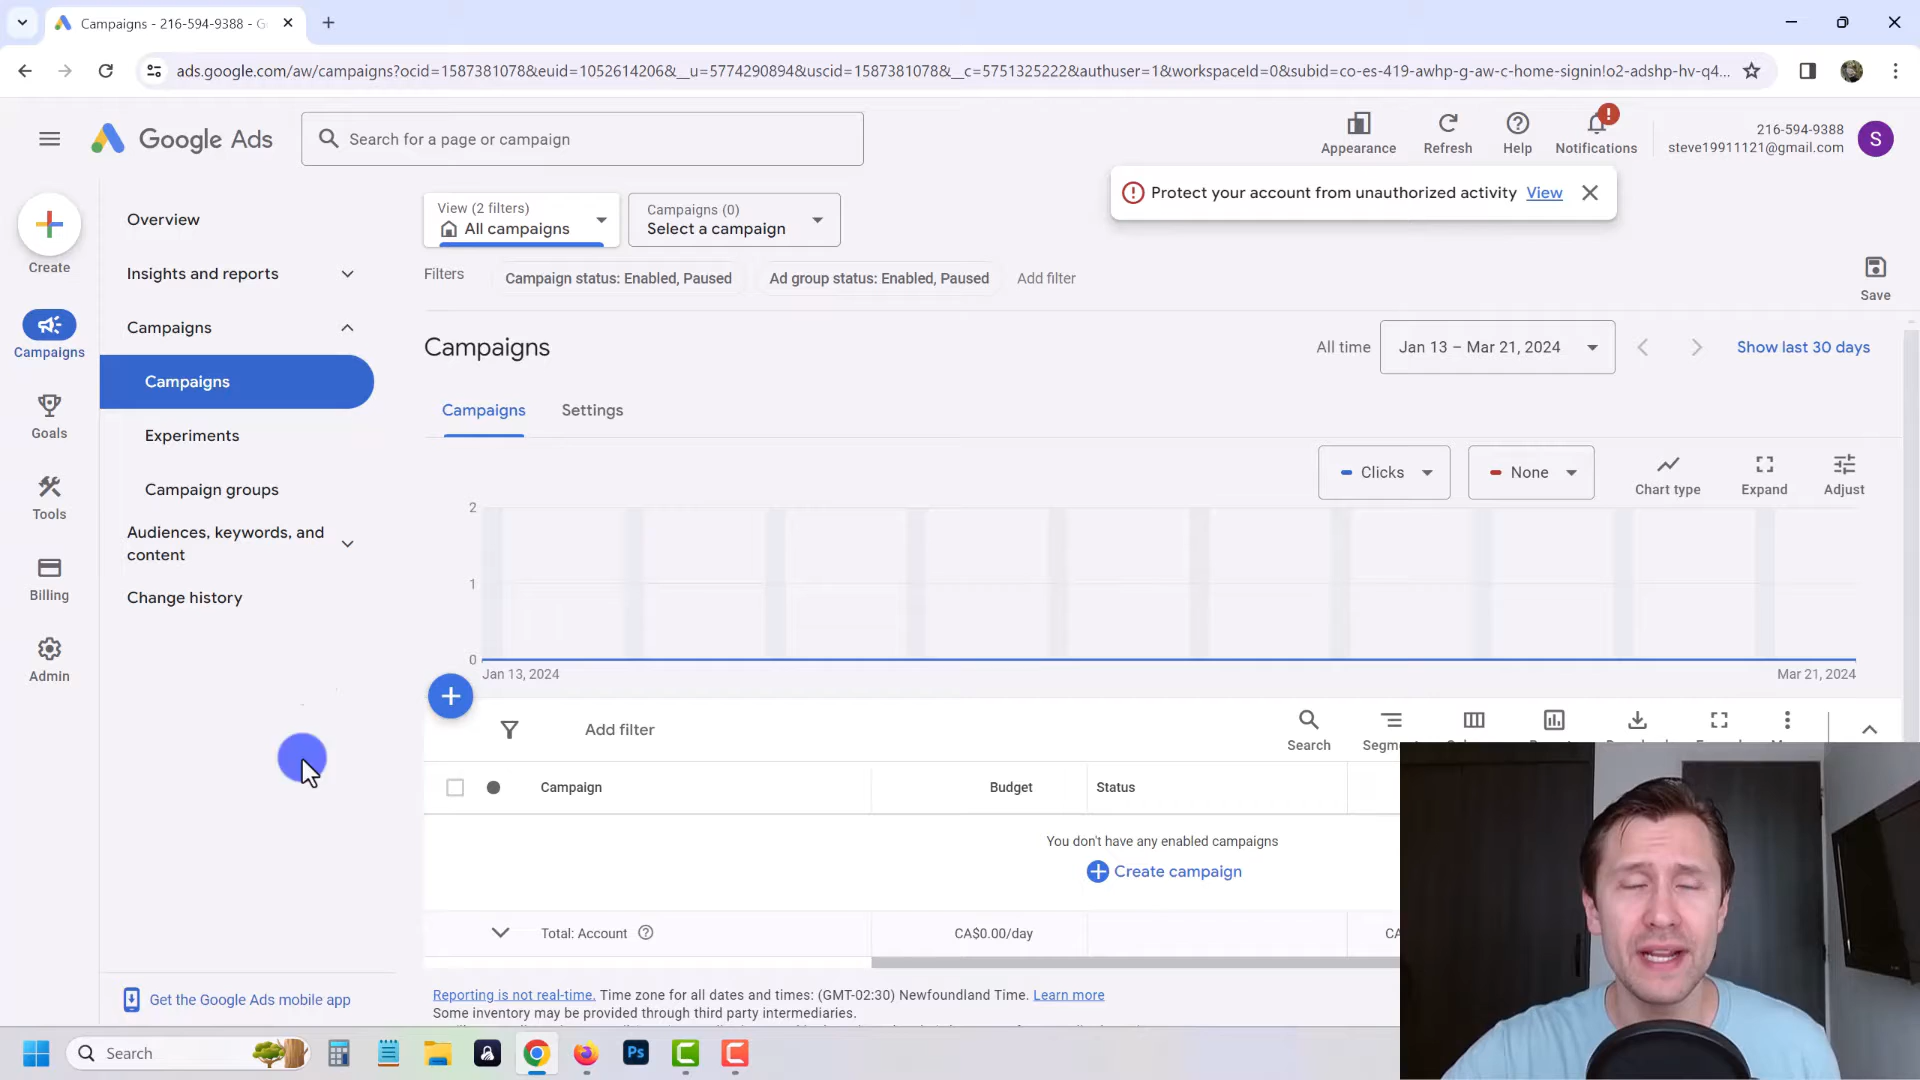 Campaigns - 216-594-9388 - G
ads.google.com/aw/campaigns?ocid=1587381078&euid=1052614206&__u=5774290894&uscid=1587381078&__c=5751325222&authuser=1&workspaceId=0&subid=co-es-419-awhp-g-aw-c-home-signin!o2-adshp-hv-q4...
Google Ads
Search for a page or campaign
Appearance
Refresh
Help
Notifications
216-594-9388
steve19911121@gmail.com
S
Protect your account from unauthorized activity View
Create
Campaigns
Goals
Tools
Billing
Admin
Overview
Insights and reports
Campaigns
Campaigns
Experiments
Campaign groups
Audiences, keywords, and
content
Change history
Get the Google Ads mobile app
View (2 filters)
All campaigns
Campaigns (0)
Select a campaign
Filters
Campaign status: Enabled, Paused
Ad group status: Enabled, Paused
Add filter
Save
Campaigns
All time
Jan 13 – Mar 21, 2024
Show last 30 days
Campaigns
Settings
Clicks
None
Chart type
Expand
Adjust
2
1
0
Jan 13, 2024
Mar 21, 2024
Add filter
Search
Campaign
Budget
Status
You don't have any enabled campaigns
Create campaign
Total: Account
CA$0.00/day
CA
Reporting is not real-time. Time zone for all dates and times: (GMT-02:30) Newfoundland Time. Learn more
Some inventory may be provided through third party intermediaries.
Search
Ps